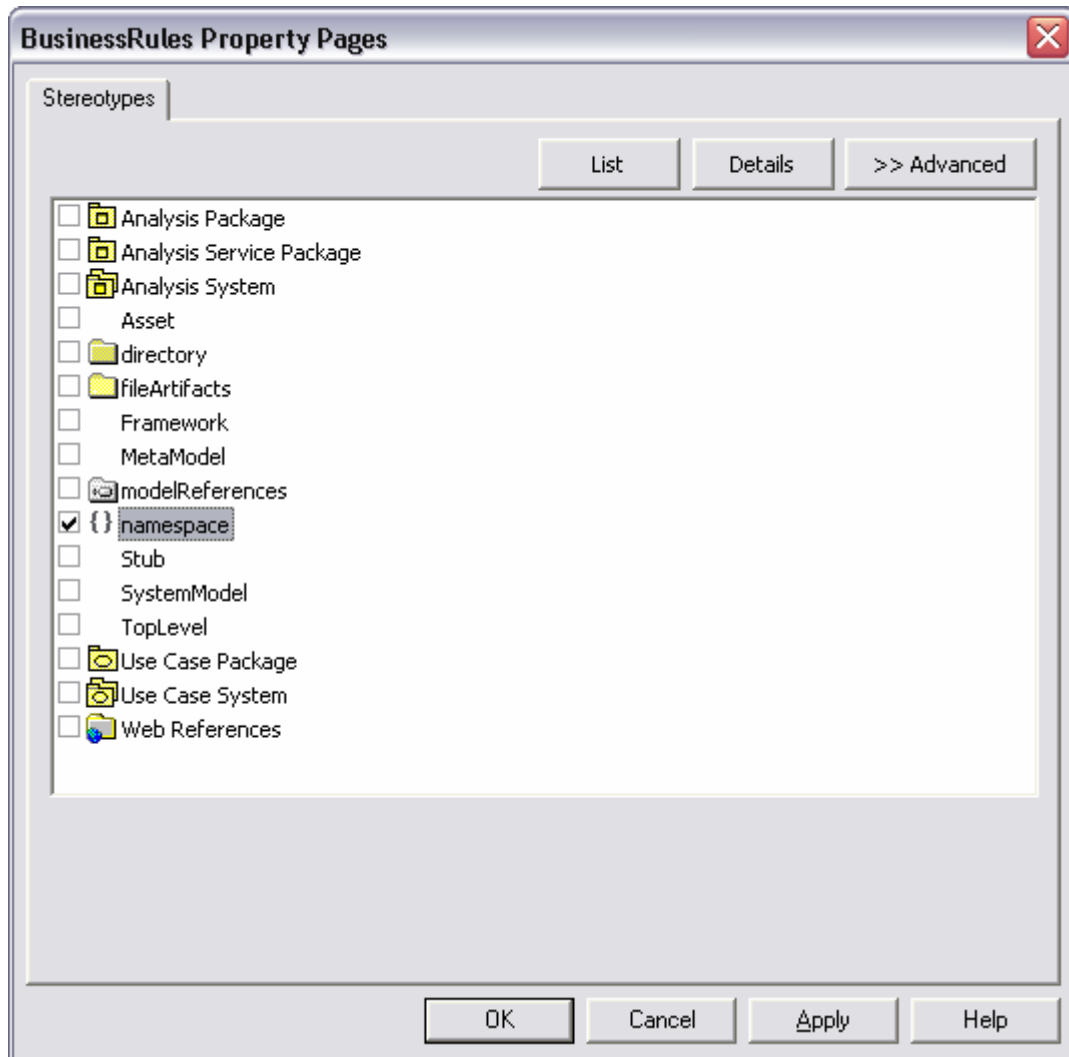 BusinessRules Property Pages
Stereotypes
List Details >> Advanced
Analysis Package
Analysis Service Package
Analysis System
Asset
directory
fileArtifacts
Framework
MetaModel
modelReferences
{} namespace
Stub
SystemModel
TopLevel
Use Case Package
Use Case System
Web References
OK Cancel Apply Help